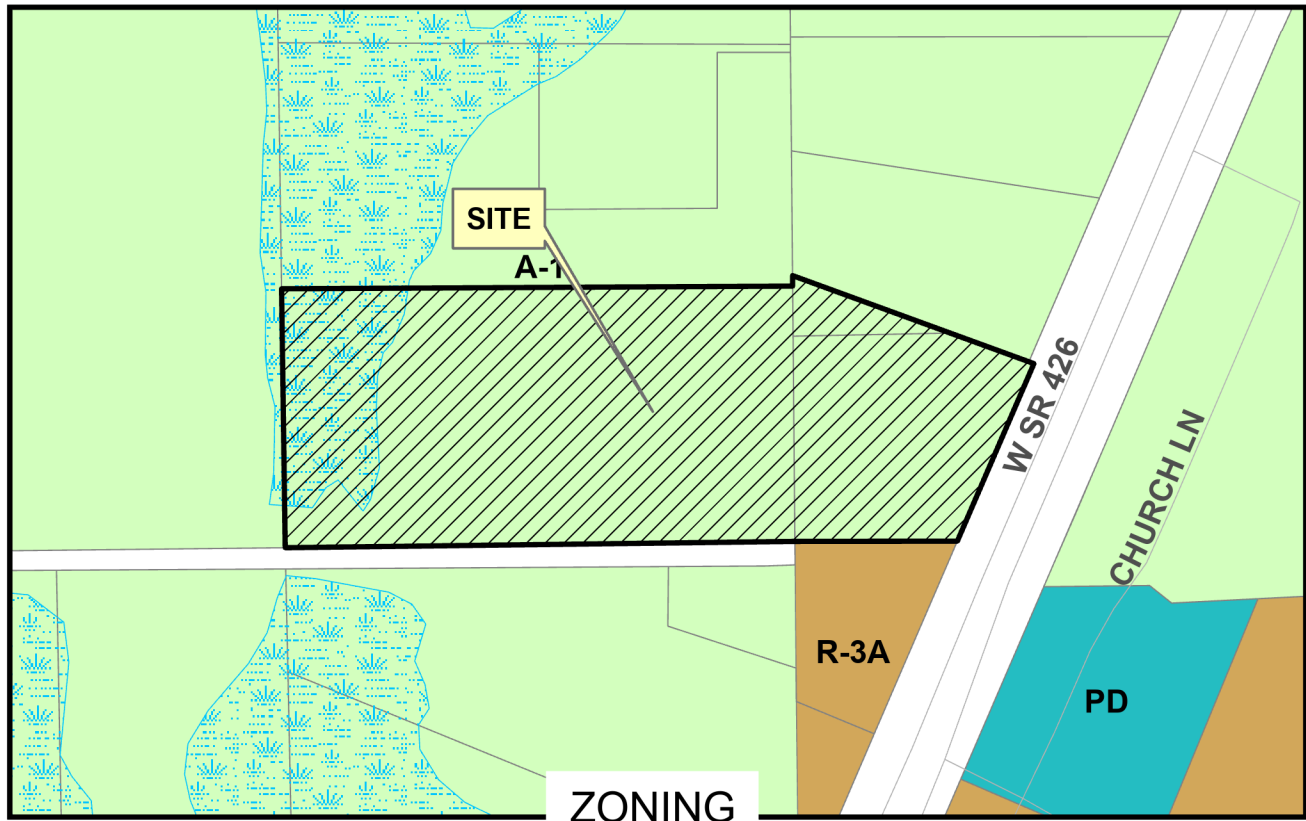 SITE
A-1
W SR 426
CHURCH LN
R-3A
PD
ZONING